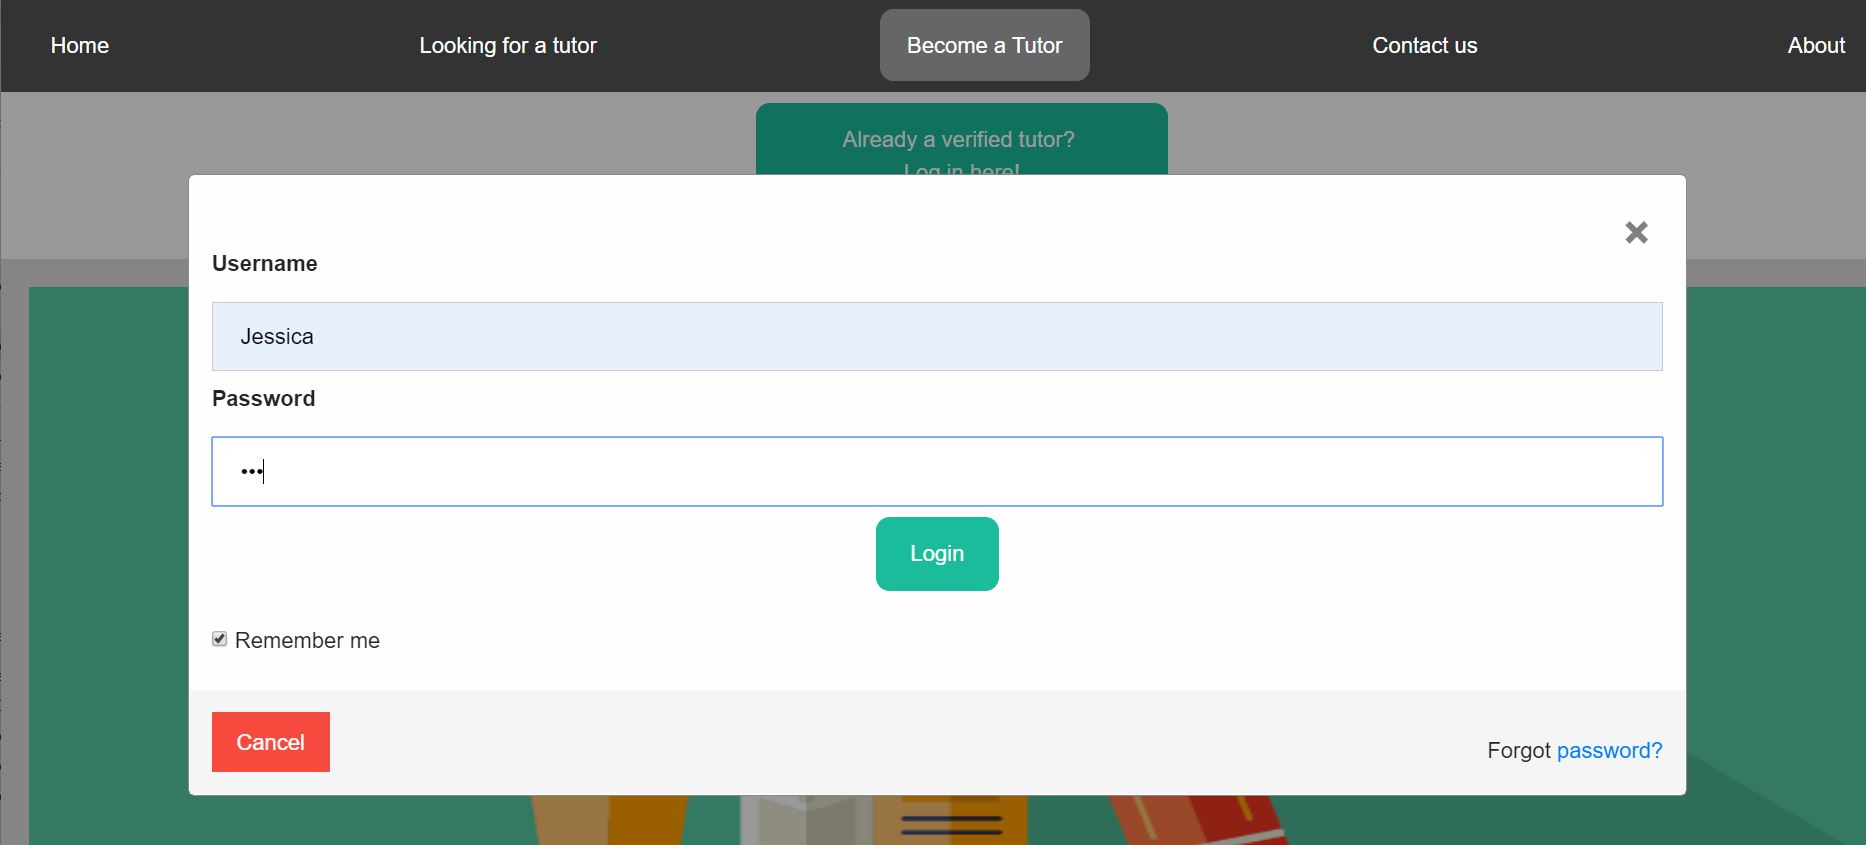 Home Looking for a tutor Become a Tutor Contact us About
Already a verified tutor?
Log in here!
Username
Jessica
Password
•••
Login
Remember me
Cancel
Forgot password?